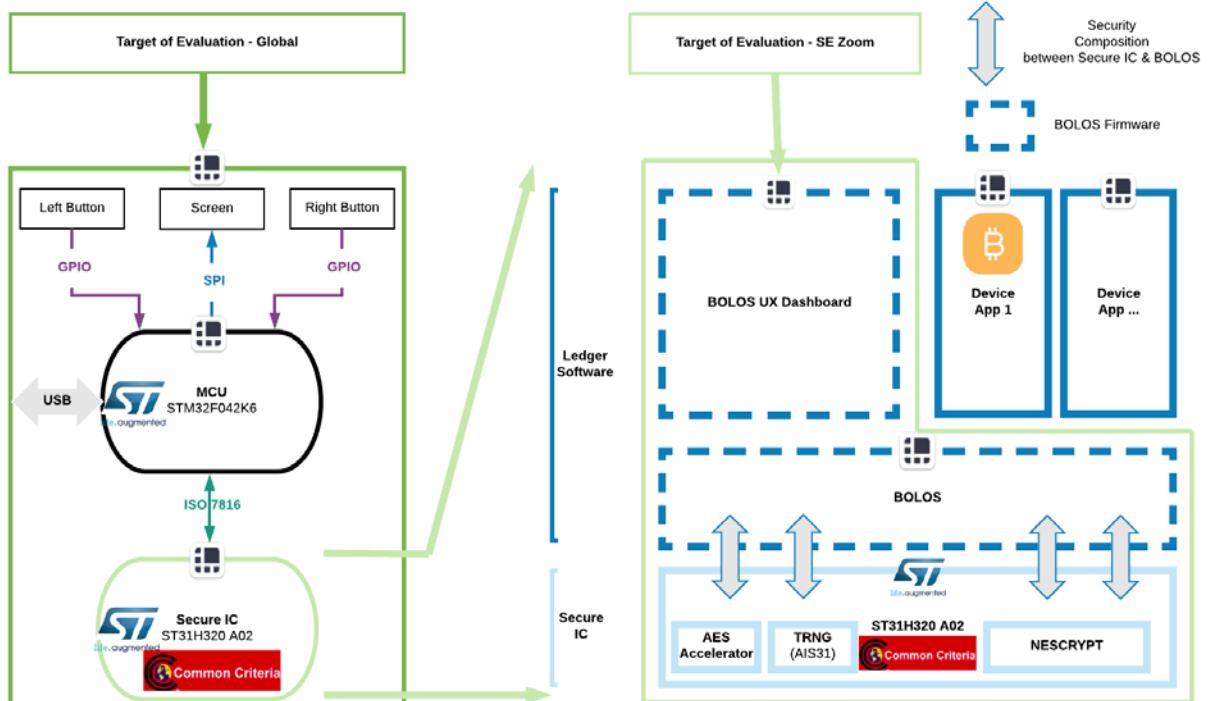 Target of Evaluation - Global
Left Button
Screen
Right Button
GPIO
SPI
GPIO
USB
ST
life.augmented
MCU
STM32F042K6
ISO 7816
ST
life.augmented
Secure IC
ST31H320 A02
Common Criteria
Ledger
Software
Secure
IC
Target of Evaluation - SE Zoom
Security
Composition
between Secure IC & BOLOS
BOLOS Firmware
BOLOS UX Dashboard
Device
App 1
Device
App ...
BOLOS
ST
life.augmented
AES
Accelerator
TRNG
(AIS31)
ST31H320 A02
Common Criteria
NESCRYPT